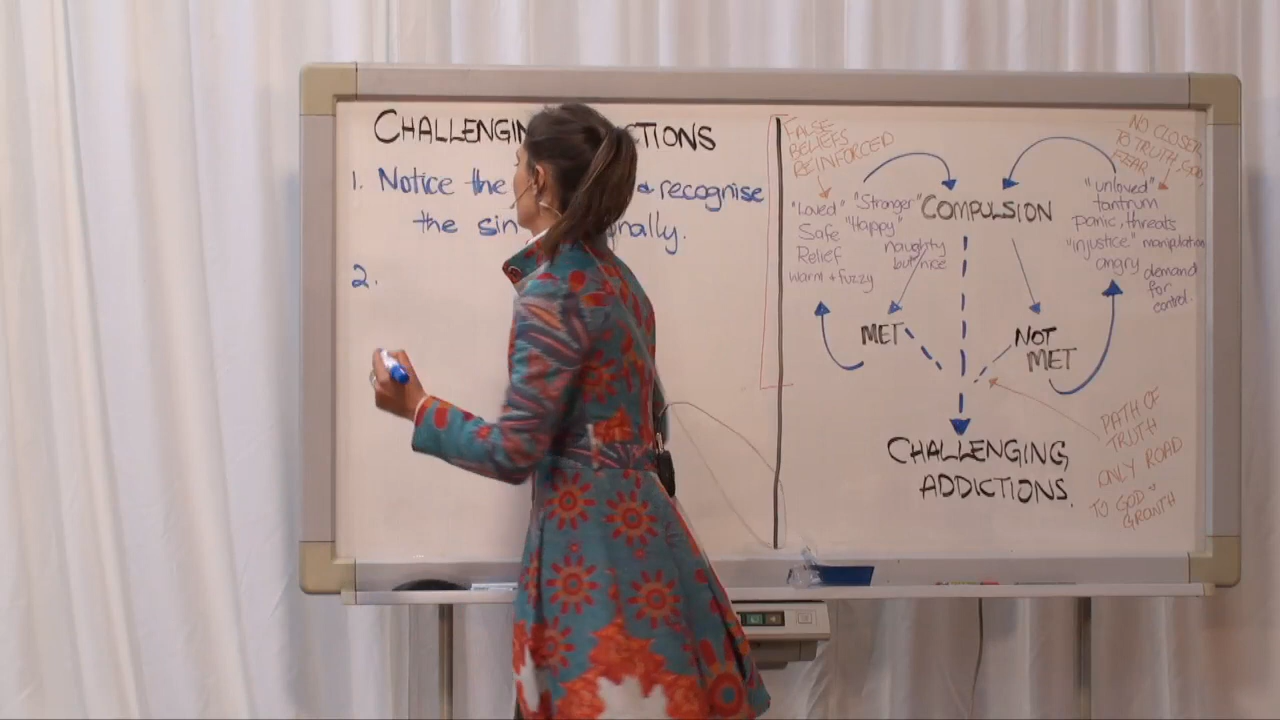 CHALLENGIN CTIONS
1. Notice the & recognise
the sin onally.
2.
FALSE
BELIEFS
REINFORCED
"Loved"
Safe
Relief
warm + fuzzy
"Stronger"
"Happy"
naughty
but nice
COMPULSION
NO CLOSER
TO TRUTH, GOD,
FEAR
"unloved"
tantrum
panic, threats
"injustice" manipulation
angry
demand
for
control.
MET
NOT
MET
CHALLENGING
ADDICTIONS.
PATH OF
TRUTH
ONLY ROAD
TO GOD
GROWTH